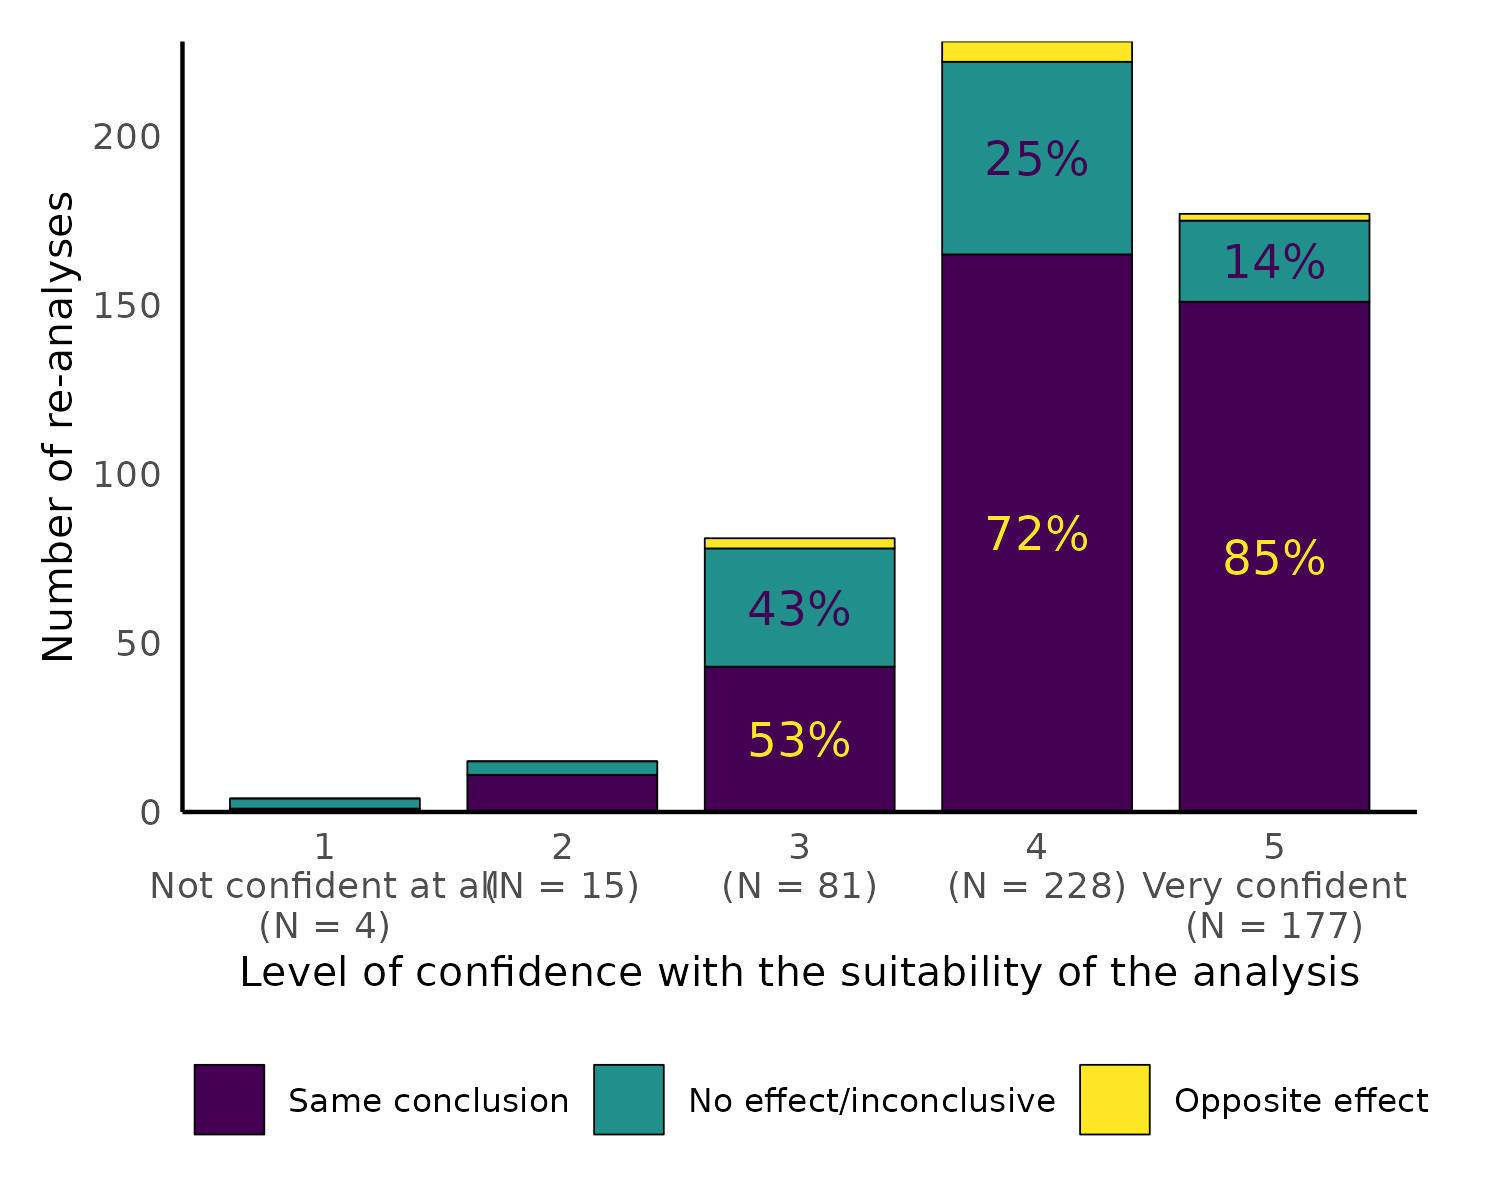 Number of re-analyses
200
150
100
50
0
25%
14%
72%
85%
43%
53%
1
Not confident at all
(N = 4)
2
(N = 15)
3
(N = 81)
4
(N = 228)
5
Very confident
(N = 177)
Level of confidence with the suitability of the analysis
Same conclusion
No effect/inconclusive
Opposite effect